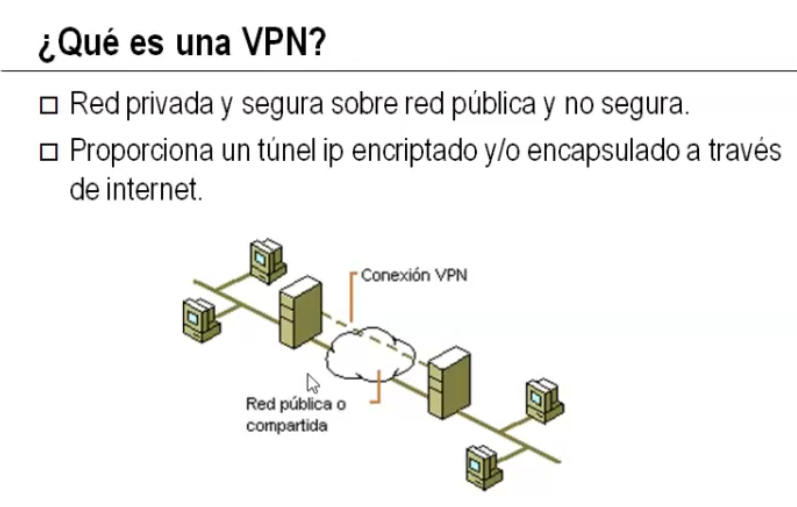 ¿Qué es una VPN?
Red privada y segura sobre red pública y no segura.
Proporciona un túnel ip encriptado y/o encapsulado a través
de internet.
Conexión VPN
Red pública o
compartida